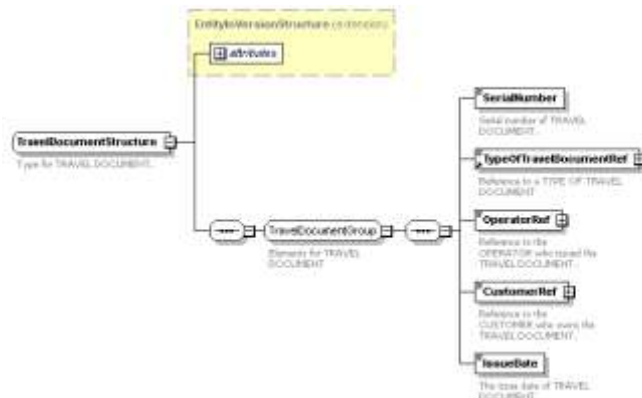 EntityInVersionStructure (extension)
attributes
TravelDocumentStructure
Type for TRAVEL DOCUMENT.
TravelDocumentGroup
Elements for TRAVEL
DOCUMENT
SerialNumber
Serial number of TRAVEL
DOCUMENT.
TypeOfTravelDocumentRef
Reference to a TYPE OF TRAVEL
DOCUMENT
OperatorRef
Reference to the
OPERATOR who issued the
TRAVEL DOCUMENT.
CustomerRef
Reference to the
CUSTOMER who owns the
TRAVEL DOCUMENT.
IssueDate
The issue date of TRAVEL
DOCUMENT.